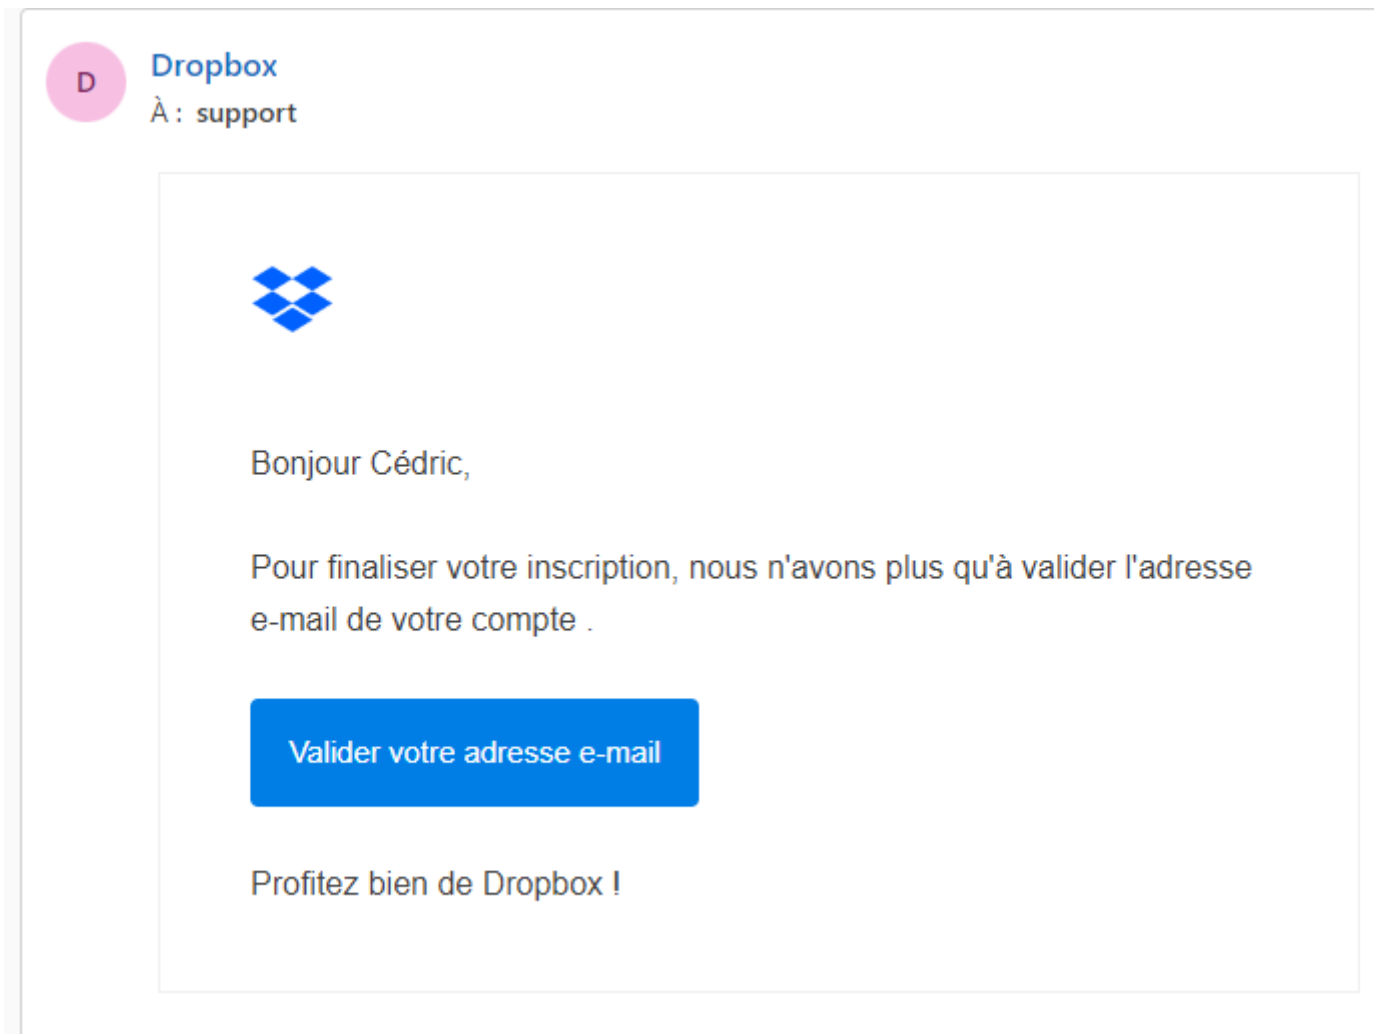 D
Dropbox
À : support
Bonjour Cédric,
Pour finaliser votre inscription, nous n'avons plus qu'à valider l'adresse
e-mail de votre compte .
Valider votre adresse e-mail
Profitez bien de Dropbox !